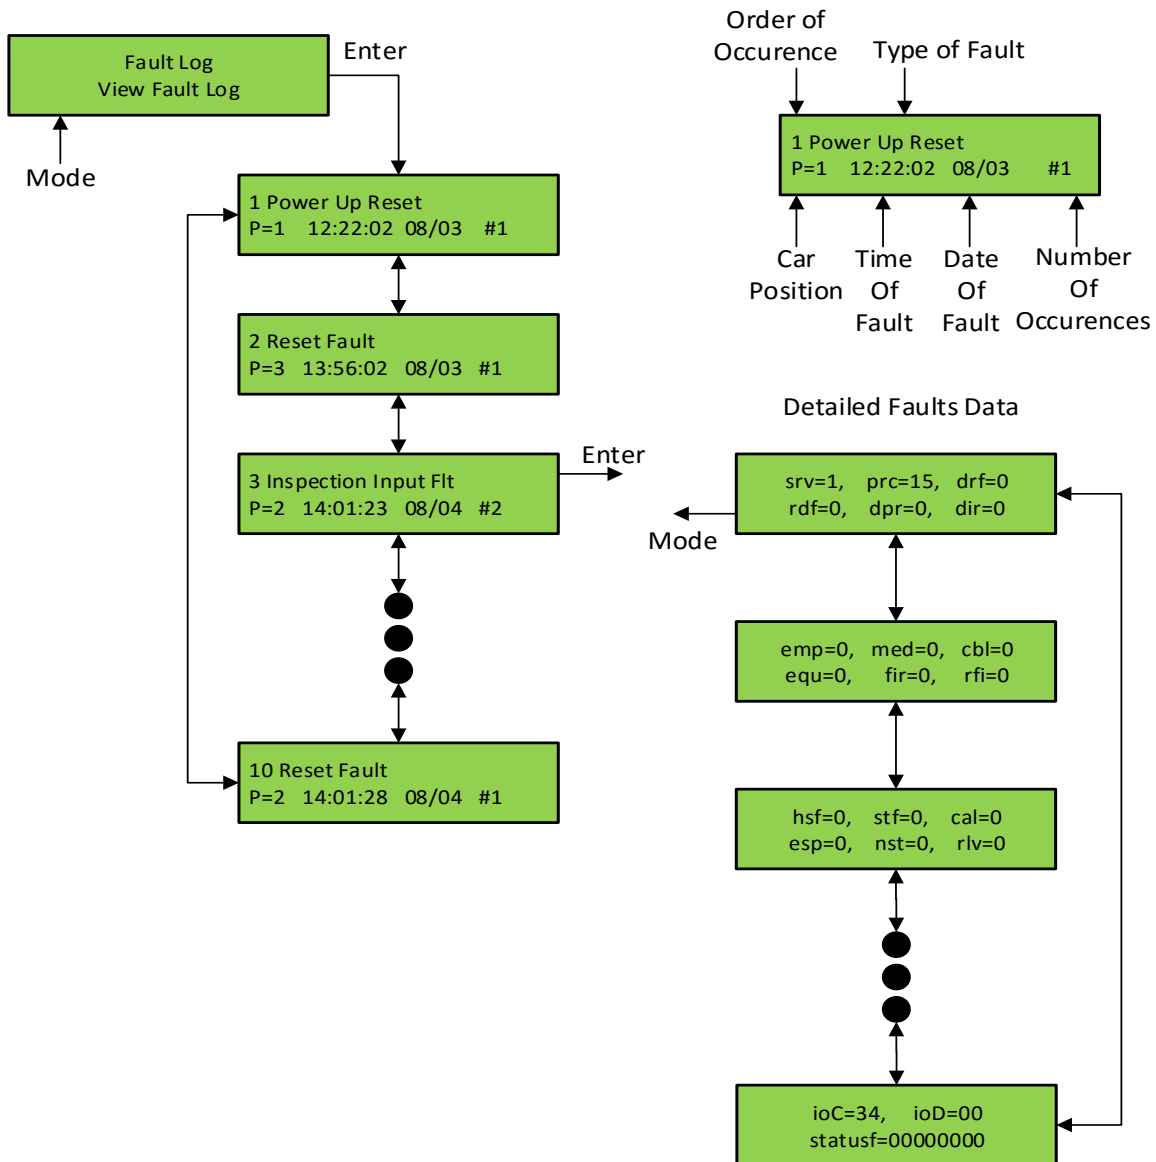 Fault Log
View Fault Log
Enter
Mode
1 Power Up Reset
P=1 12:22:02 08/03 #1
2 Reset Fault
P=3 13:56:02 08/03 #1
3 Inspection Input Flt
P=2 14:01:23 08/04 #2
Enter
10 Reset Fault
P=2 14:01:28 08/04 #1
Order of
Occurence
Type of Fault
1 Power Up Reset
P=1 12:22:02 08/03 #1
Car
Position
Time
Of
Fault
Date
Of
Fault
Number
Of
Occurences
Detailed Faults Data
srv=1, prc=15, drf=0
rdf=0, dpr=0, dir=0
Mode
emp=0, med=0, cbl=0
equ=0, fir=0, rfi=0
hsf=0, stf=0, cal=0
esp=0, nst=0, rlv=0
ioC=34, ioD=00
statusf=00000000